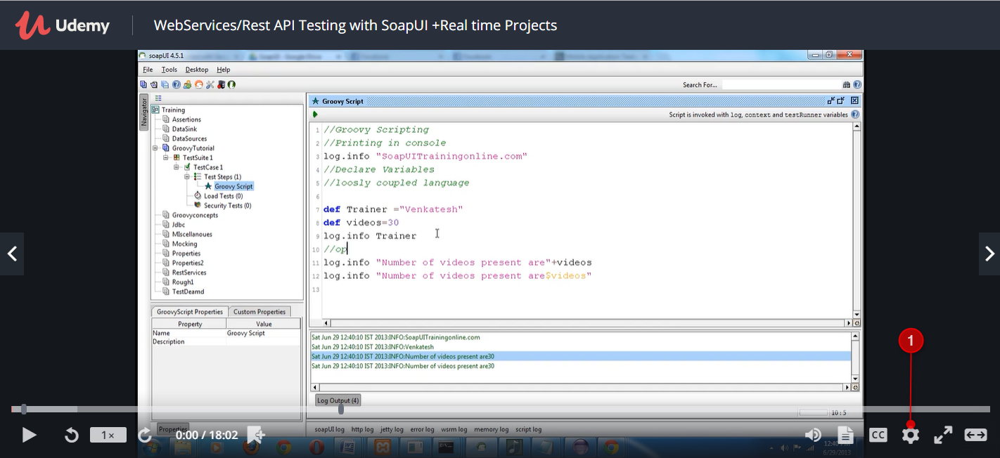 Udemy
WebServices/Rest API Testing with SoapUI +Real time Projects
soapUI 4.5.1
File Tools Desktop Help
Search For...
Navigator
Training
Assertions
DataSink
DataSources
GroovyTutorial
TestSuite 1
TestCase 1
Test Steps (1)
Groovy Script
Load Tests (0)
Security Tests (0)
Groovyconcepts
Jdbc
MIscellanoues
Mocking
Properties
Properties2
RestServices
Rough1
TestDeamd
GroovyScript Properties Custom Properties
Property Value
Name Groovy Script
Description
Properties
Groovy Script
Script is invoked with log, context and testRunner variables
1 //Groovy Scripting
2 //Printing in console
3 log.info "SoapUITrainingonline.com"
4 //Declare Variables
5 //loosly coupled language
6
7 def Trainer ="Venkatesh"
8 def videos=30
9 log.info Trainer
10 //op
11 log.info "Number of videos present are"+videos
12 log.info "Number of videos present are$videos"
13
Sat Jun 29 12:40:10 IST 2013:INFO:SoapUITrainingonline.com
Sat Jun 29 12:40:10 IST 2013:INFO:Venkatesh
Sat Jun 29 12:40:10 IST 2013:INFO:Number of videos present are30
Sat Jun 29 12:40:10 IST 2013:INFO:Number of videos present are30
Log Output (4)
10 : 5
soapUI log http log jetty log error log wsrm log memory log script log
1
1×
0:00 / 18:02
CC
6/29/2013